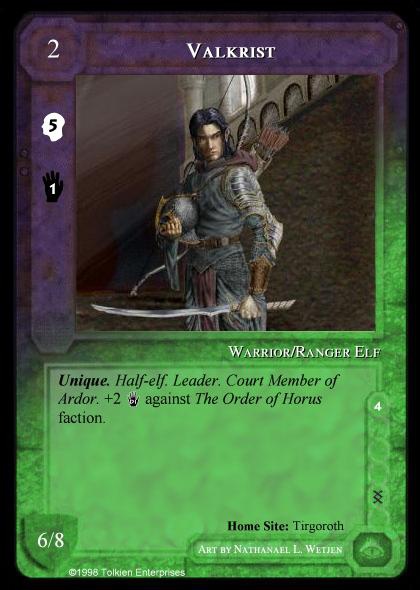 2
VALKRIST
5
1
WARRIOR/RANGER ELF
Unique. Half-elf. Leader. Court Member of
Ardor. +2 against The Order of Horus
faction.
4
Home Site: Tirgoroth
6/8
ART BY NATHANAEL L. WETJEN
©1998 Tolkien Enterprises